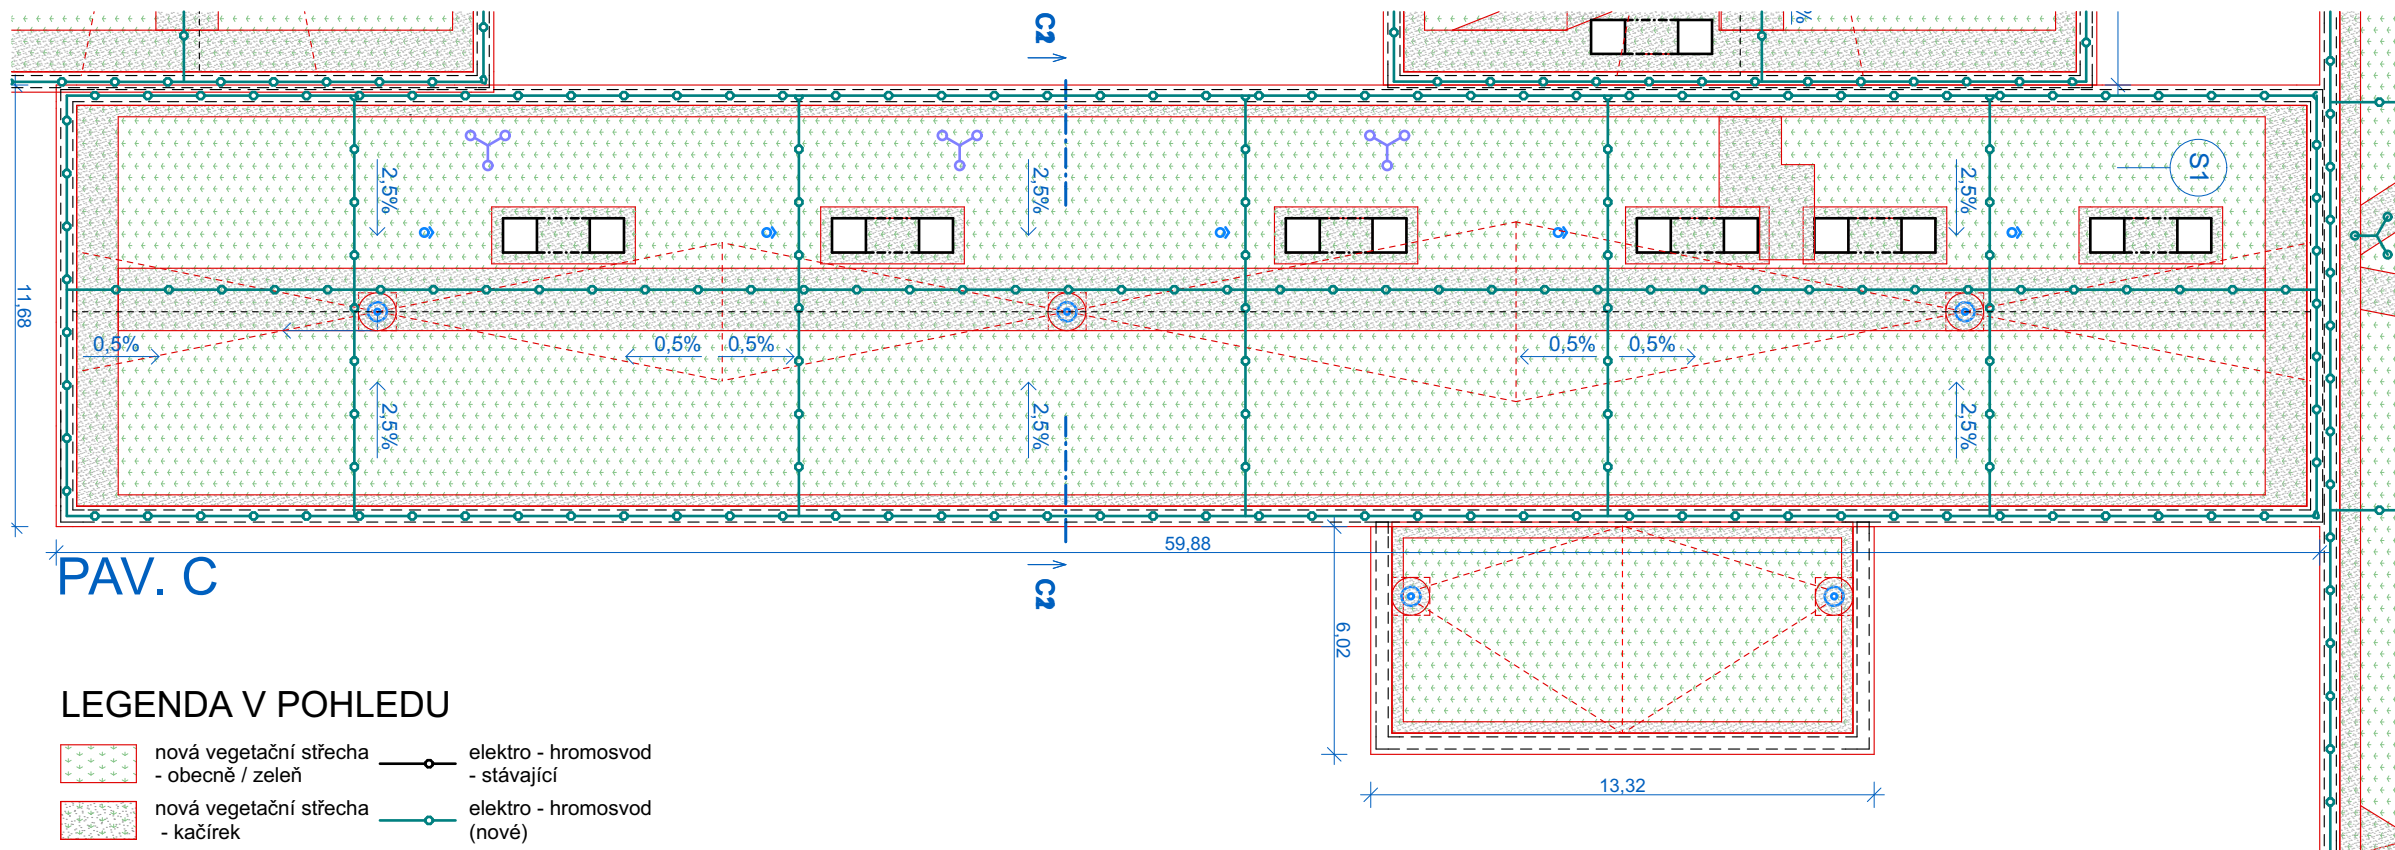 C2
%
S1
2,5%
2,5%
2,5%
11,68
0,5%
0,5%
0,5%
0,5%
0,5%
2,5%
2,5%
2,5%
59,88
PAV. C
C2
6,02
13,32
LEGENDA V POHLEDU
nová vegetační střecha
- obecně / zeleň
elektro - hromosvod
- stávající
nová vegetační střecha
- kačírek
elektro - hromosvod
(nové)